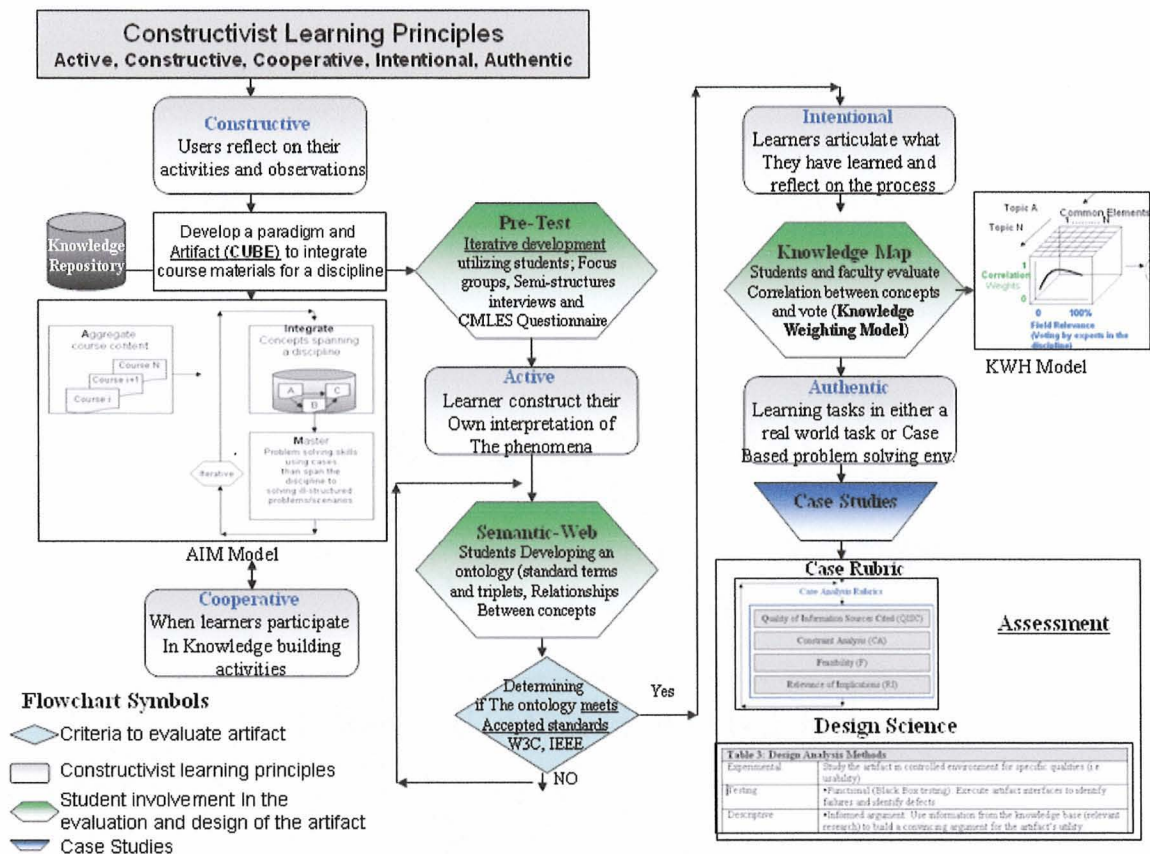 Constructivist Learning Principles
Active, Constructive, Cooperative, Intentional, Authentic
Constructive
Users reflect on their
activities and observations
Knowledge
Repository
Develop a paradigm and
Artifact (CUBE) to integrate
course materials for a discipline
Aggregate
course content
Course N
Course i+1
Course i
Integrate
Concepts spanning
a discipline
A
C
B
Master
Problem solving skills
using cases
than span the
discipline to
solving ill-structured
problems/scenarios
Iterative
AIM Model
Cooperative
When learners participate
In Knowledge building
activities
Flowchart Symbols
Criteria to evaluate artifact
Constructivist learning principles
Student involvement In the
evaluation and design of the artifact
Case Studies
Pre-Test
Iterative development
utilizing students; Focus
groups, Semi-structures
interviews and
CMLES Questionnaire
Active
Learner construct their
Own interpretation of
The phenomena
Semantic-Web
Students Developing an
ontology (standard terms
and triplets, Relationships
Between concepts
Determining
if The ontology meets
Accepted standards
W3C, IEEE
Yes
NO
Intentional
Learners articulate what
They have learned and
reflect on the process
Knowledge Map
Students and faculty evaluate
Correlation between concepts
and vote (Knowledge
Weighting Model)
Topic A
Topic N
Common Elements
1 ........ N
1
Correlation
Weights
0
0 100%
Field Relevance
(Voting by experts in the
discipline)
KWH Model
Authentic
Learning tasks in either a
real world task or Case
Based problem solving env.
Case Studies
Case Rubric
Case Analysis Rubrics
Quality of Information Sources Cited (QISC)
Constraint Analysis (CA)
Feasibility (F)
Relevance of Implications (RI)
Assessment
Design Science
Table 3: Design Analysis Methods
Experimental Study the artifact in controlled environment for specific qualities (i.e
usability)
Testing •Functional (Black Box testing): Execute artifact interfaces to identify
failures and identify defects
Descriptive •Informed argument: Use information from the knowledge base (relevant
research) to build a convincing argument for the artifact's utility